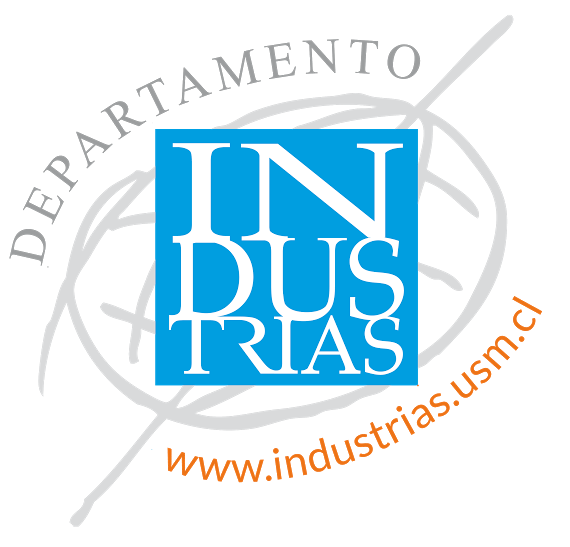 DEPARTAMENTO
IN
DUS
TRIAS
www.industrias.usm.cl